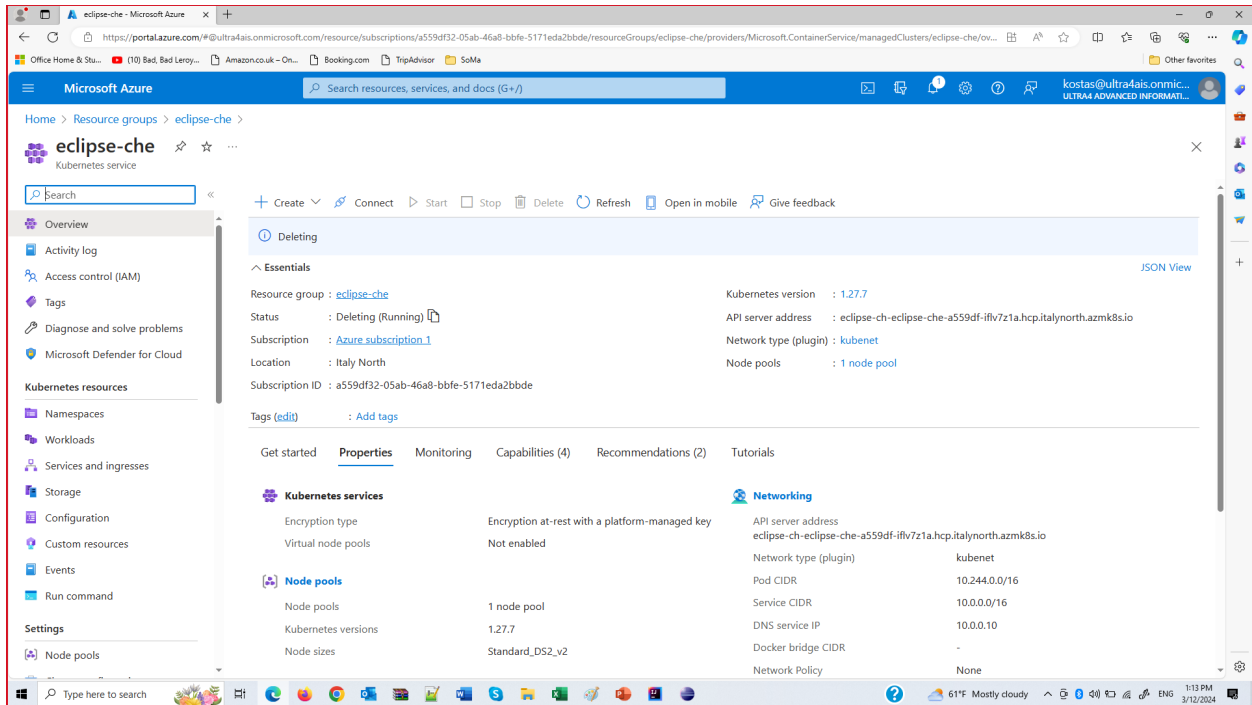 eclipse-che - Microsoft Azure
https://portal.azure.com/#@ultra4ais.onmicrosoft.com/resource/subscriptions/a559df32-05ab-46a8-bbfe-5171eda2bbde/resourceGroups/eclipse-che/providers/Microsoft.ContainerService/managedClusters/eclipse-che/ov...
Office Home & Stu... (10) Bad, Bad Leroy... Amazon.co.uk – On... Booking.com TripAdvisor SoMa Other favorites
Microsoft Azure Search resources, services, and docs (G+/) 1 kostas@ultra4ais.onmic...
ULTRA4 ADVANCED INFORMATI...
Home > Resource groups > eclipse-che >
eclipse-che ...
Kubernetes service
Search
Create Connect Start Stop Delete Refresh Open in mobile Give feedback
Deleting
Essentials JSON View
Resource group : eclipse-che
Status : Deleting (Running)
Subscription : Azure subscription 1
Location : Italy North
Subscription ID : a559df32-05ab-46a8-bbfe-5171eda2bbde
Kubernetes version : 1.27.7
API server address : eclipse-ch-eclipse-che-a559df-iflv7z1a.hcp.italynorth.azmk8s.io
Network type (plugin) : kubenet
Node pools : 1 node pool
Tags (edit) : Add tags
Overview
Activity log
Access control (IAM)
Tags
Diagnose and solve problems
Microsoft Defender for Cloud
Kubernetes resources
Namespaces
Workloads
Services and ingresses
Storage
Configuration
Custom resources
Events
Run command
Settings
Node pools
Get started Properties Monitoring Capabilities (4) Recommendations (2) Tutorials
Kubernetes services
Encryption type Encryption at-rest with a platform-managed key
Virtual node pools Not enabled
Node pools
Node pools 1 node pool
Kubernetes versions 1.27.7
Node sizes Standard_DS2_v2
Networking
API server address
eclipse-ch-eclipse-che-a559df-iflv7z1a.hcp.italynorth.azmk8s.io
Network type (plugin) kubenet
Pod CIDR 10.244.0.0/16
Service CIDR 10.0.0.0/16
DNS service IP 10.0.0.10
Docker bridge CIDR -
Network Policy None
Type here to search 61°F Mostly cloudy ENG 1:13 PM
3/12/2024